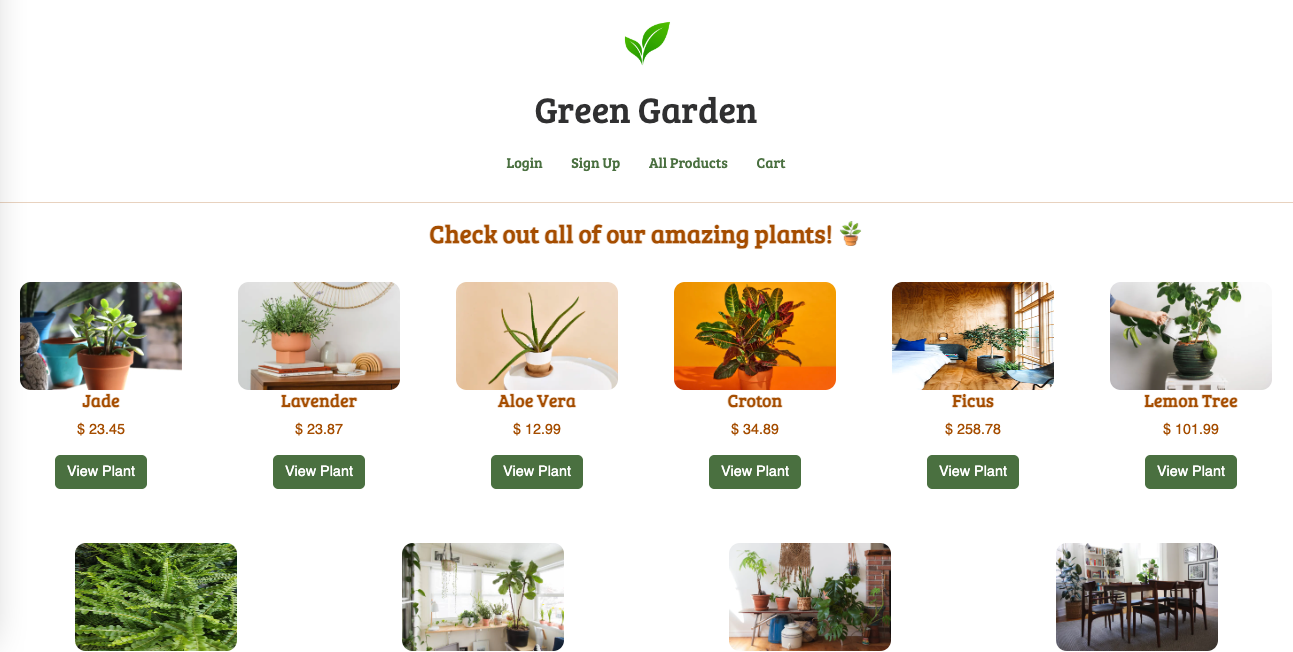 Green Garden
Login Sign Up All Products Cart
Check out all of our amazing plants! 🪴
Jade Lavender Aloe Vera Croton Ficus Lemon Tree
$ 23.45 $ 23.87 $ 12.99 $ 34.89 $ 258.78 $ 101.99
View Plant View Plant View Plant View Plant View Plant View Plant